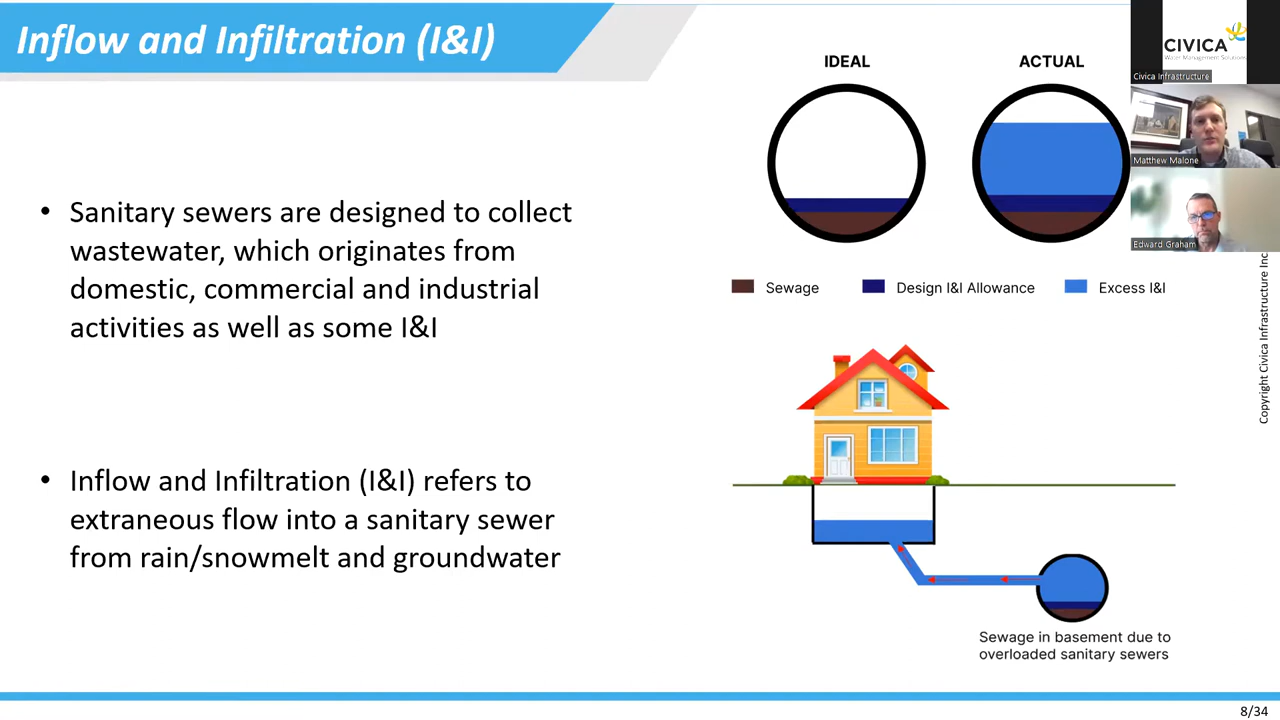 Inflow and Infiltration (I&I)
• Sanitary sewers are designed to collect
wastewater, which originates from
domestic, commercial and industrial
activities as well as some I&I
• Inflow and Infiltration (I&I) refers to
extraneous flow into a sanitary sewer
from rain/snowmelt and groundwater
IDEAL
ACTUAL
Sewage
Design I&I Allowance
Excess I&I
Sewage in basement due to
overloaded sanitary sewers
CIVICA
Water Management Solutions
Civica Infrastructure
Matthew Malone
Edward Graham
Copyright Civica Infrastructure Inc
8/34